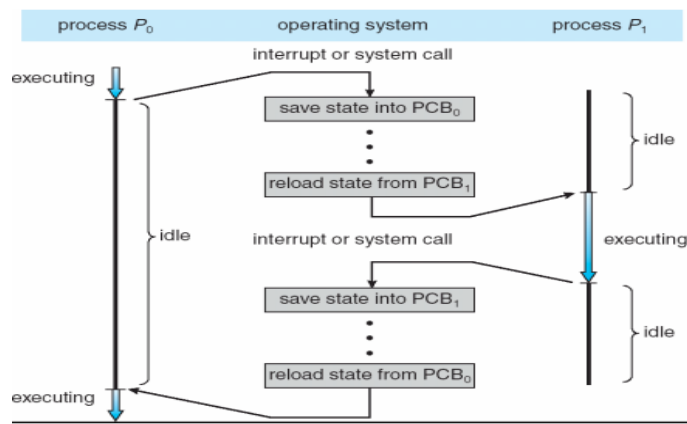 process P₀ operating system process P₁
interrupt or system call
executing
save state into PCB₀
idle
reload state from PCB₁
idle
interrupt or system call
executing
save state into PCB₁
idle
reload state from PCB₀
executing